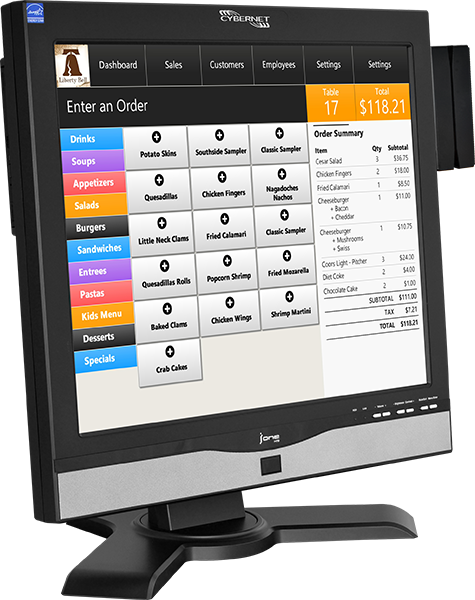 CYBERNET
Liberty Bell
Dashboard
Sales
Customers
Employees
Settings
Settings
Enter an Order
Table
17
Total
$118.21
Drinks
Soups
Appetizers
Salads
Burgers
Sandwiches
Entrees
Pastas
Kids Menu
Desserts
Specials
Potato Skins
Southside Sampler
Classic Sampler
Quesadillas
Chicken Fingers
Nagadoches
Nachos
Little Neck Clams
Fried Calamari
Classic Sampler
Quesadillas Rolls
Popcorn Shrimp
Fried Mozarella
Baked Clams
Chicken Wings
Shrimp Martini
Crab Cakes
Order Summary
Item Qty Subtotal
Cesar Salad 3 $36.75
Chicken Fingers 2 $18.00
Fried Calamari 1 $8.50
Cheeseburger 1 $11.00
+ Bacon
+ Cheddar
Cheeseburger 1 $10.75
+ Mushrooms
+ Swiss
Coors Light - Pitcher 3 $24.00
Diet Coke 2 $4.00
Chocolate Cake 2 $1.00
SUBTOTAL $111.00
TAX $7.21
TOTAL $118.21
one